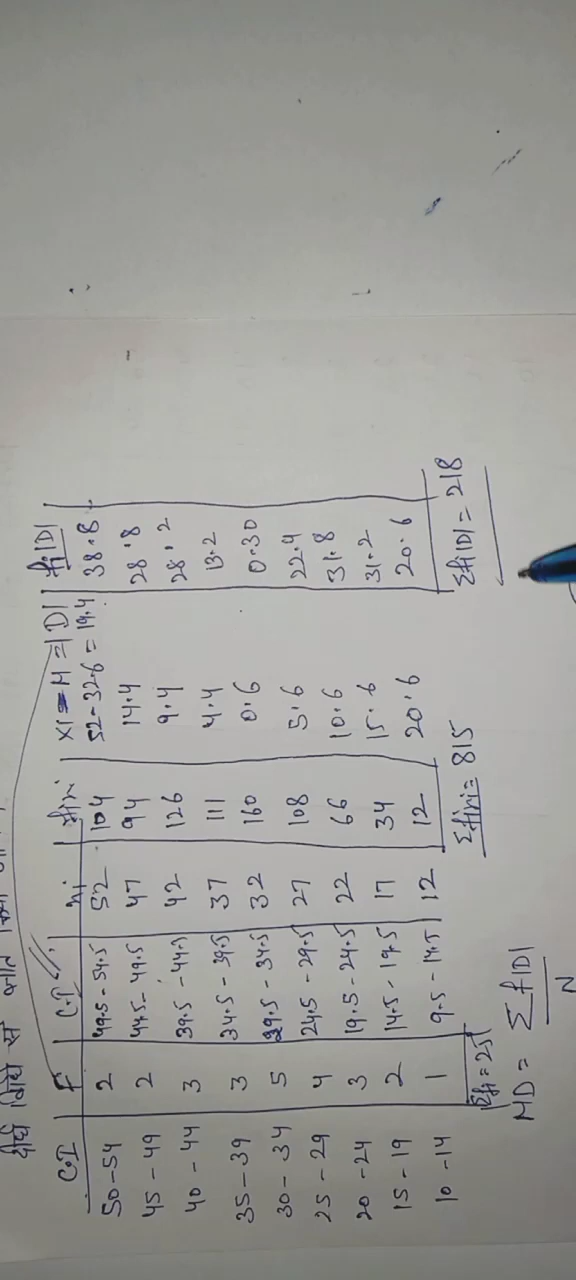 दीर्घ विधि से
C.I F C.I xi fixi xi - M = |D| fi|D|
50-54 2 49.5-54.5 52 104 52-32.6 = 19.4 38.8
45-49 2 44.5-49.5 47 94 14.4 28.8
40-44 3 39.5-44.5 42 126 9.4 28.2
35-39 3 34.5-39.5 37 111 4.4 13.2
30-34 5 29.5-34.5 32 160 0.6 0.30
25-29 4 24.5-29.5 27 108 5.6 22.4
20-24 3 19.5-24.5 22 66 10.6 31.8
15-19 2 14.5-19.5 17 34 15.6 31.2
10-14 1 9.5-14.5 12 12 20.6 20.6
Σfi=25 Σfixi=815 Σfi|D|=218
MD = Σf|D|
N